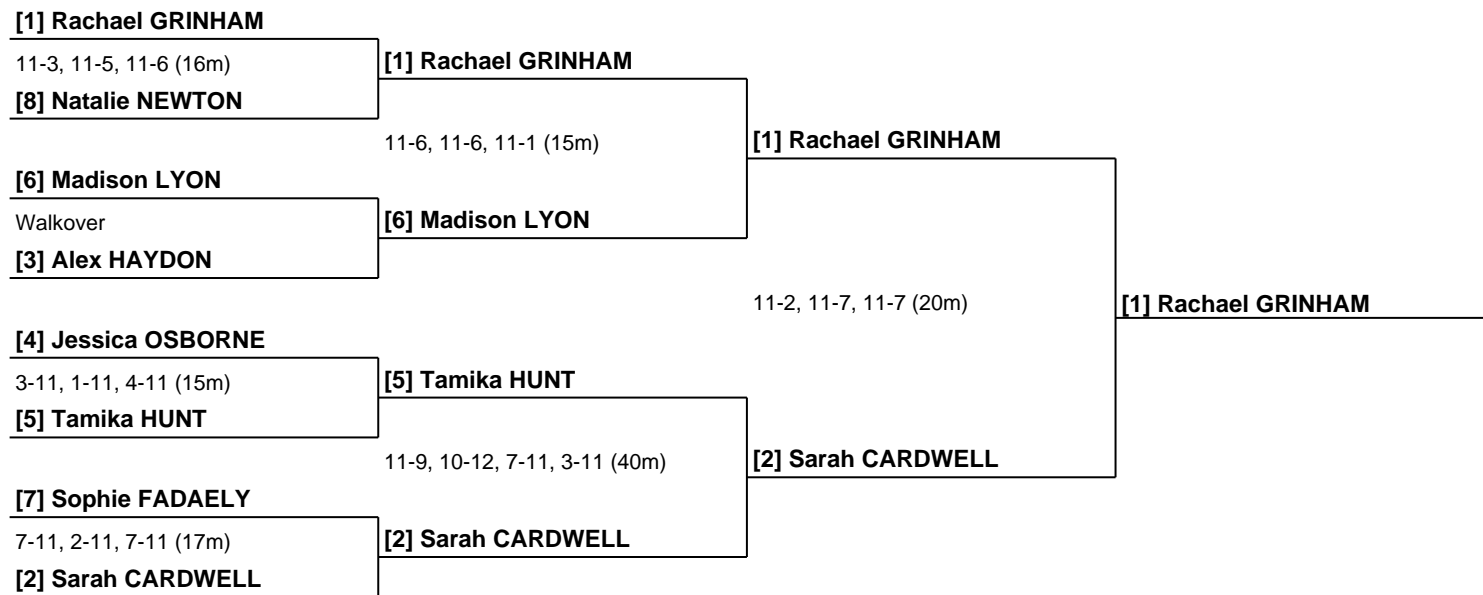 [1] Rachael GRINHAM
11-3, 11-5, 11-6 (16m)
[8] Natalie NEWTON
[6] Madison LYON
Walkover
[3] Alex HAYDON
[4] Jessica OSBORNE
3-11, 1-11, 4-11 (15m)
[5] Tamika HUNT
[7] Sophie FADAELY
7-11, 2-11, 7-11 (17m)
[2] Sarah CARDWELL
[1] Rachael GRINHAM
11-6, 11-6, 11-1 (15m)
[6] Madison LYON
[5] Tamika HUNT
11-9, 10-12, 7-11, 3-11 (40m)
[2] Sarah CARDWELL
[1] Rachael GRINHAM
11-2, 11-7, 11-7 (20m)
[2] Sarah CARDWELL
[1] Rachael GRINHAM